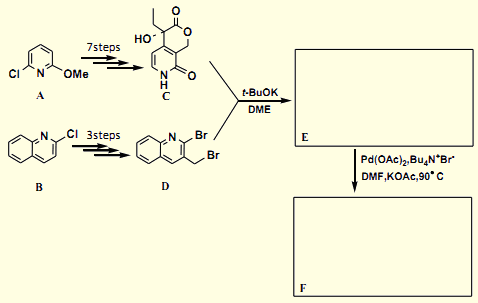 7steps
Cl N OMe
A
O
HO O
N H O
C
t-BuOK
DME
E
N Cl
3steps
B
N Br
Br
D
Pd(OAc)₂,Bu₄N⁺Br⁻
DMF,KOAc,90°C
F